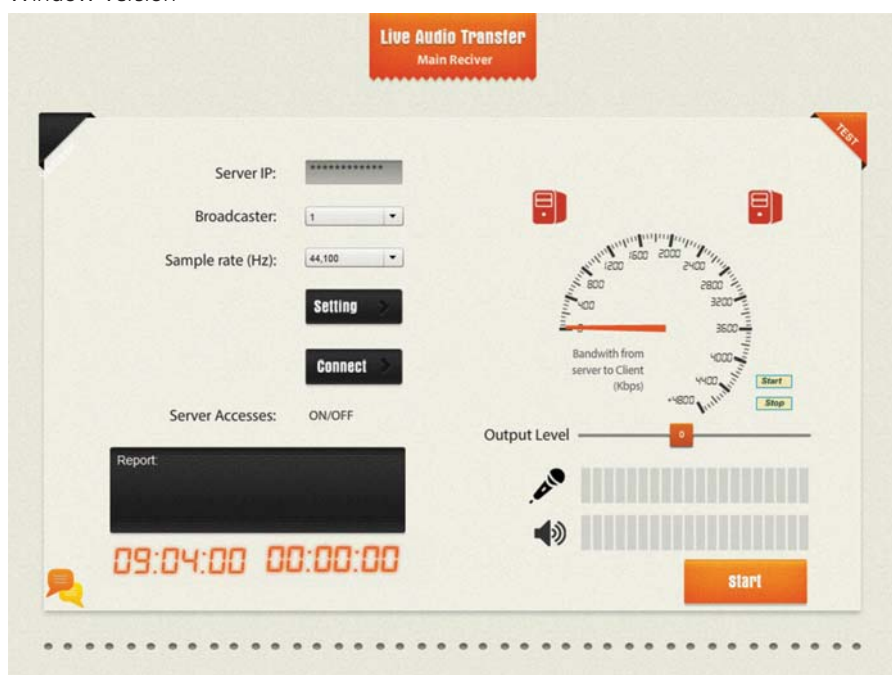 Live Audio Transfer
Main Reciver
TEST
Server IP: ************
Broadcaster: 1
Sample rate (Hz): 44,100
Setting
Connect
Server Accesses: ON/OFF
Report:
09:04:00 00:00:00
0
400
800
1200
1600
2000
2400
2800
3200
3600
4000
4400
+4800
Bandwith from
server to Client
(Kbps)
Start
Stop
Output Level 0
Start